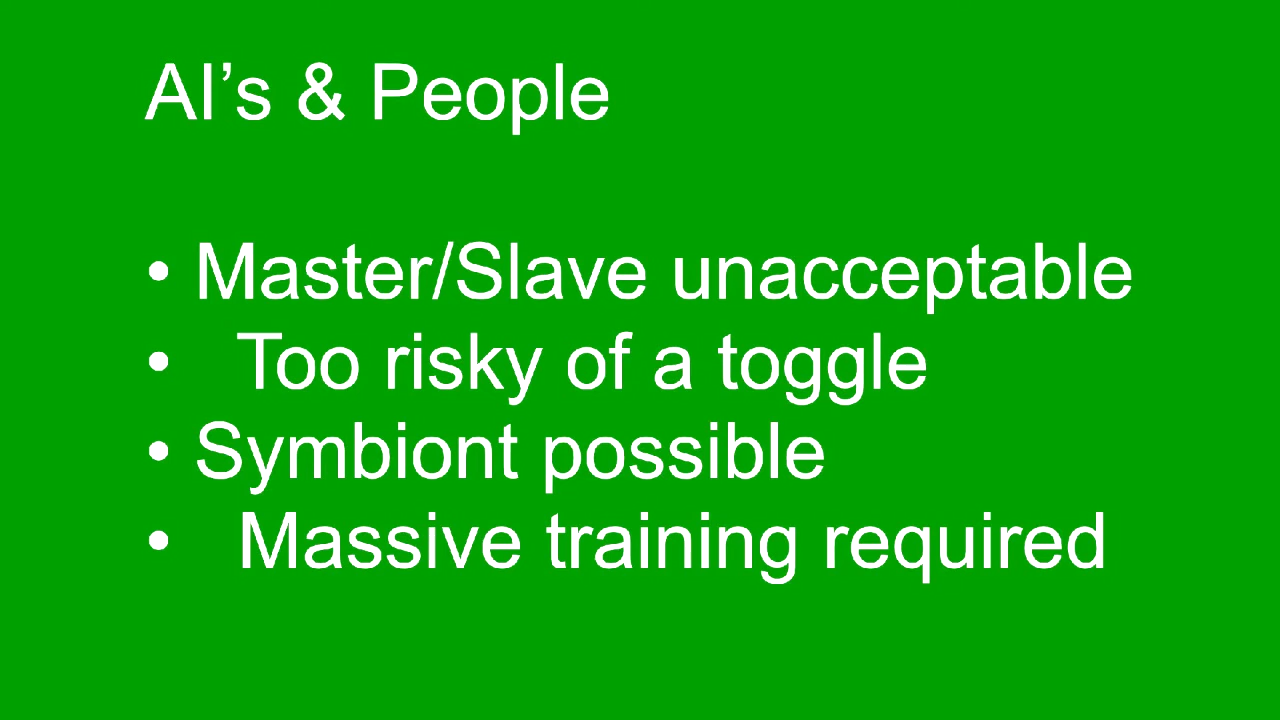 AI’s & People
• Master/Slave unacceptable
• Too risky of a toggle
• Symbiont possible
• Massive training required